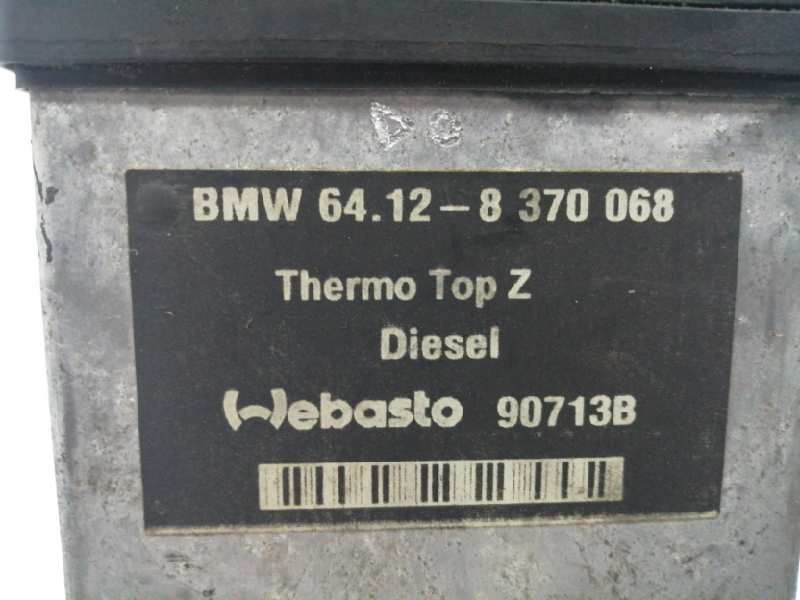 BMW 64.12-8 370 068
Thermo Top Z
Diesel
Webasto 90713B